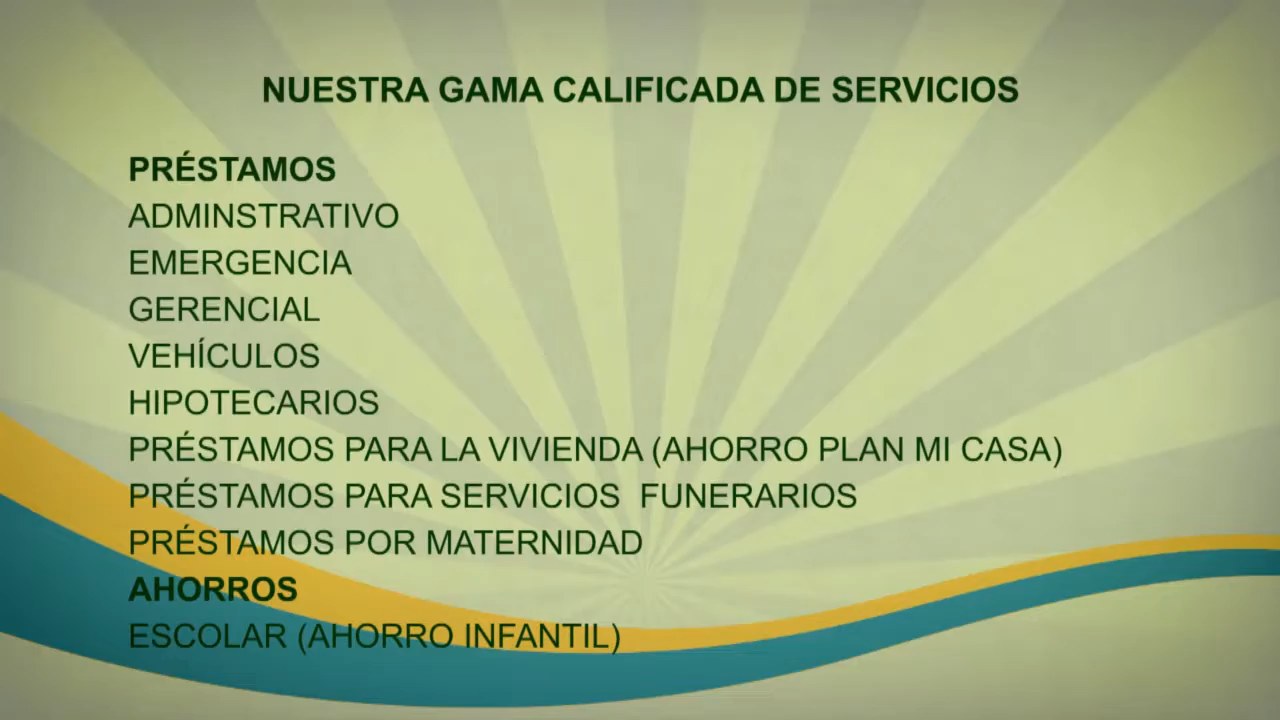 NUESTRA GAMA CALIFICADA DE SERVICIOS
PRÉSTAMOS
ADMINSTRATIVO
EMERGENCIA
GERENCIAL
VEHÍCULOS
HIPOTECARIOS
PRÉSTAMOS PARA LA VIVIENDA (AHORRO PLAN MI CASA)
PRÉSTAMOS PARA SERVICIOS FUNERARIOS
PRÉSTAMOS POR MATERNIDAD
AHORROS
ESCOLAR (AHORRO INFANTIL)